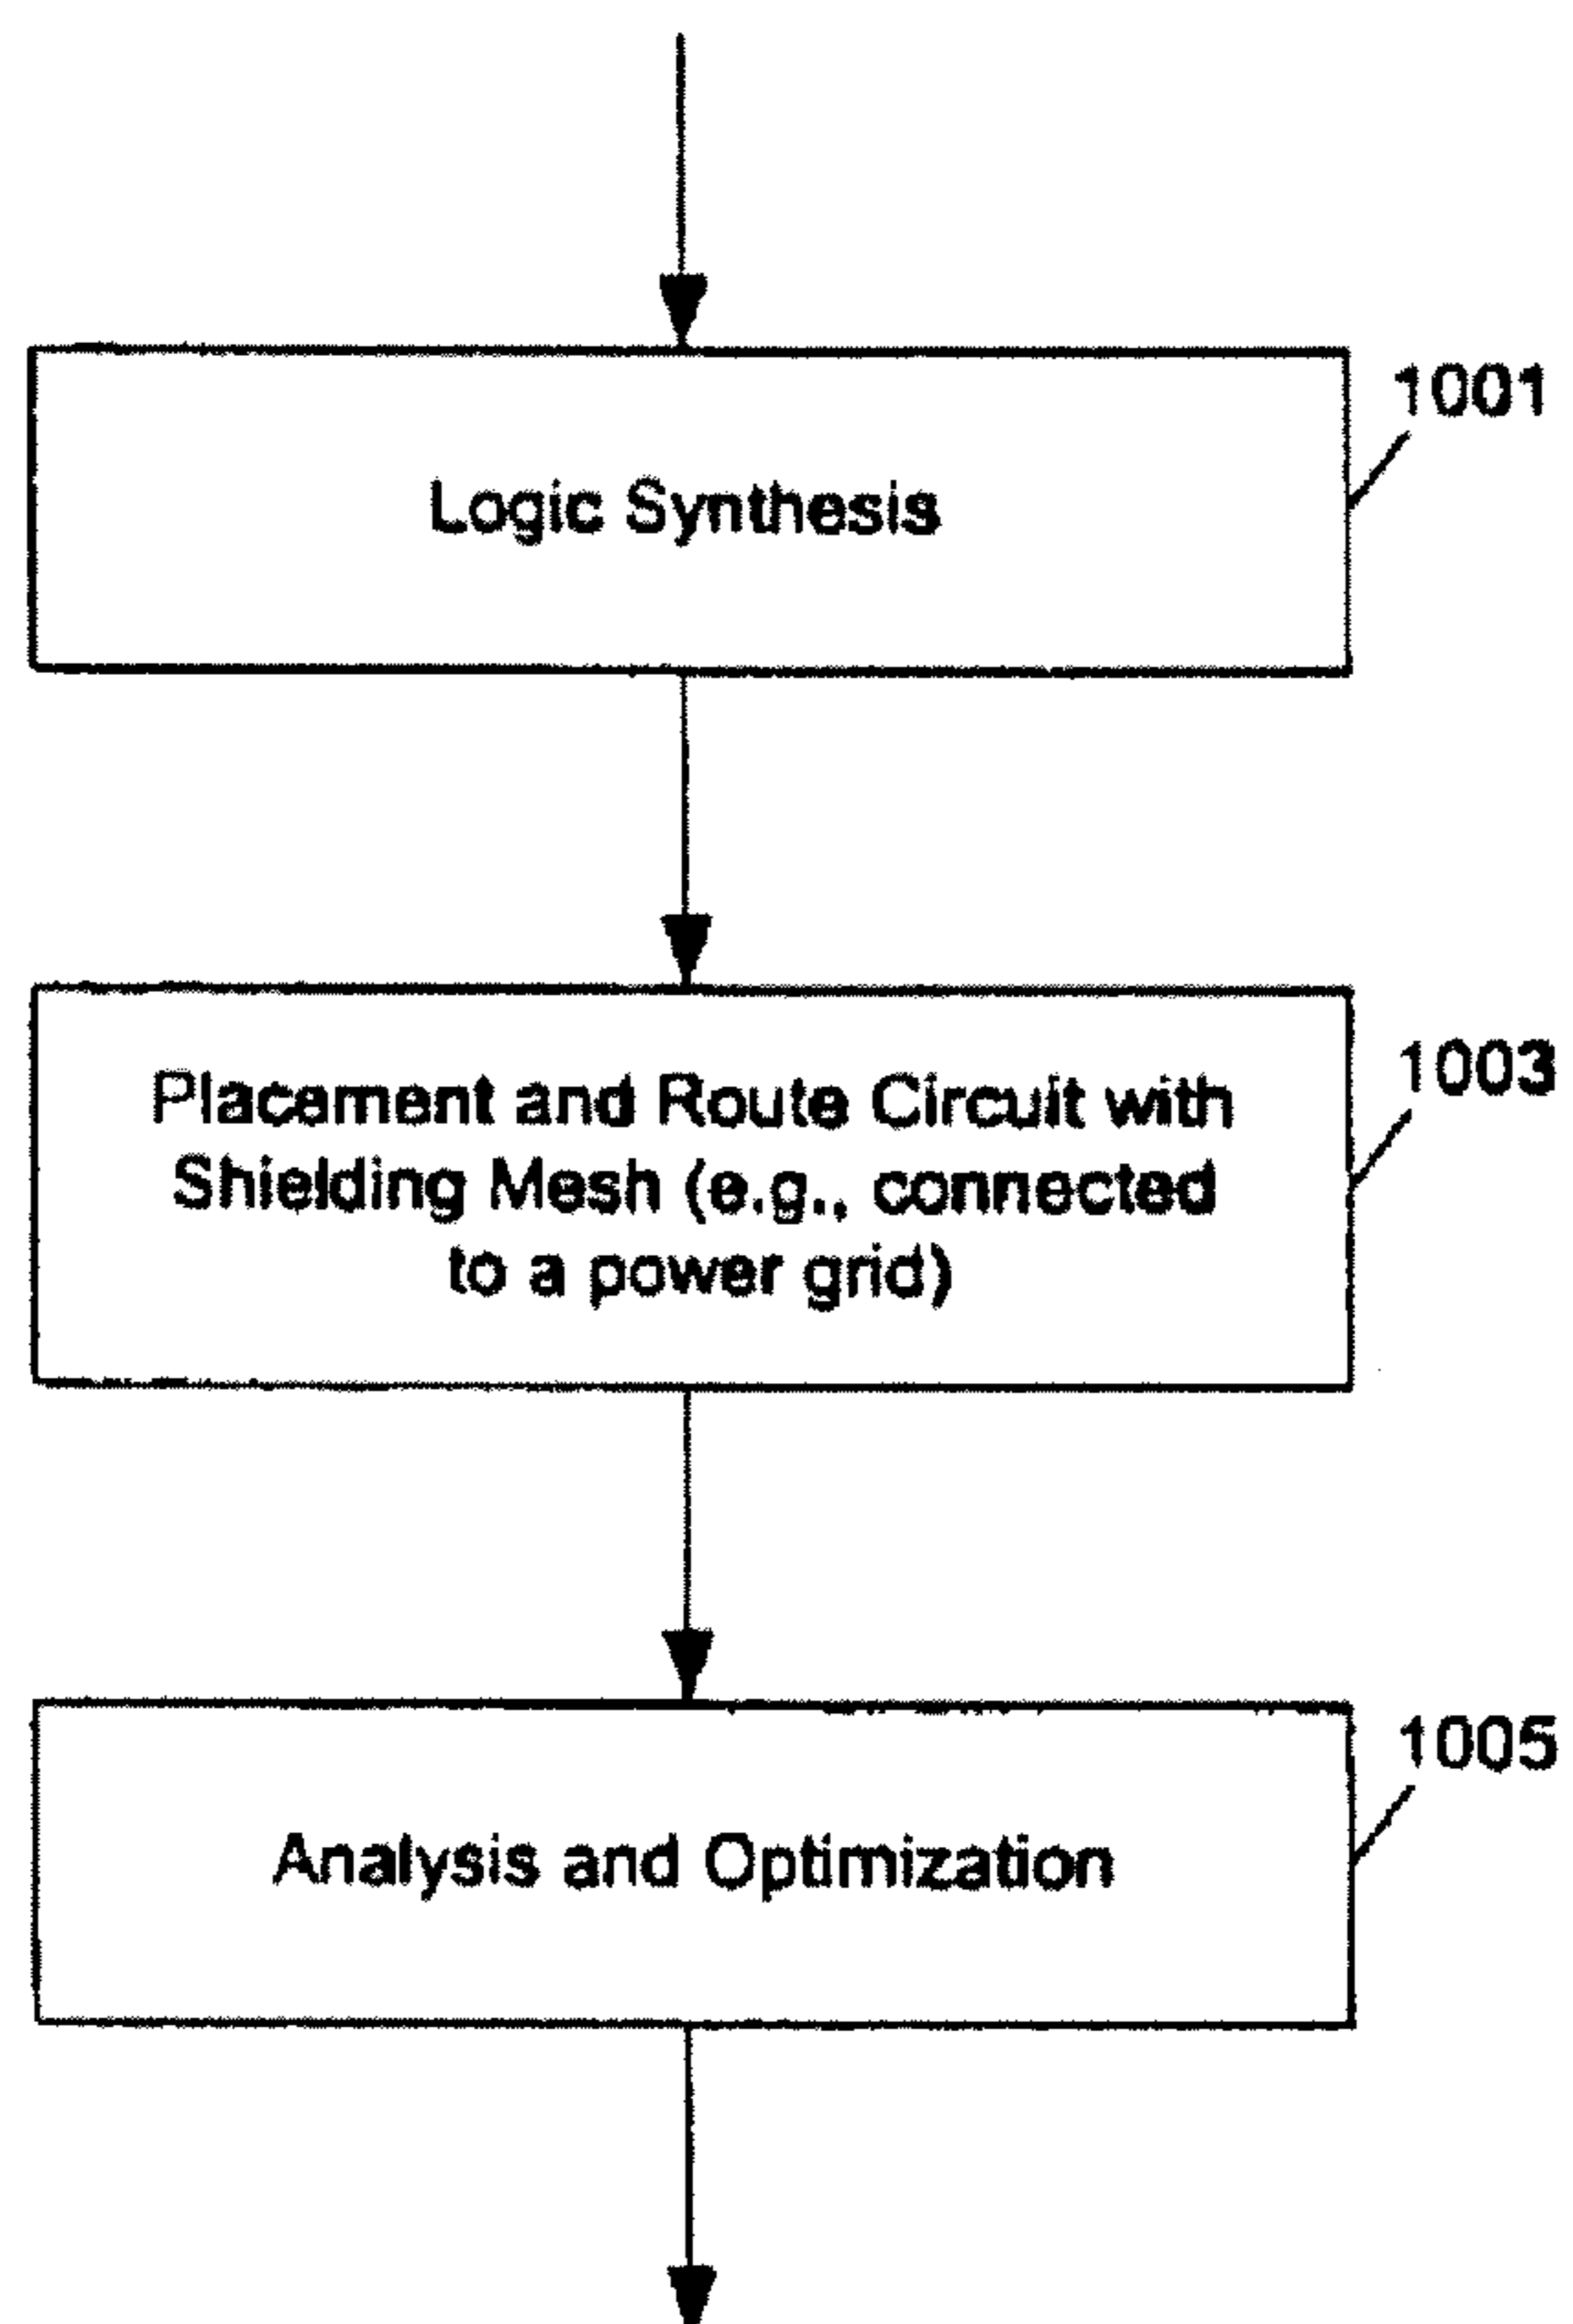 1001
Logic Synthesis
1003
Placement and Route Circuit with
Shielding Mesh (e.g., connected
to a power grid)
1005
Analysis and Optimization